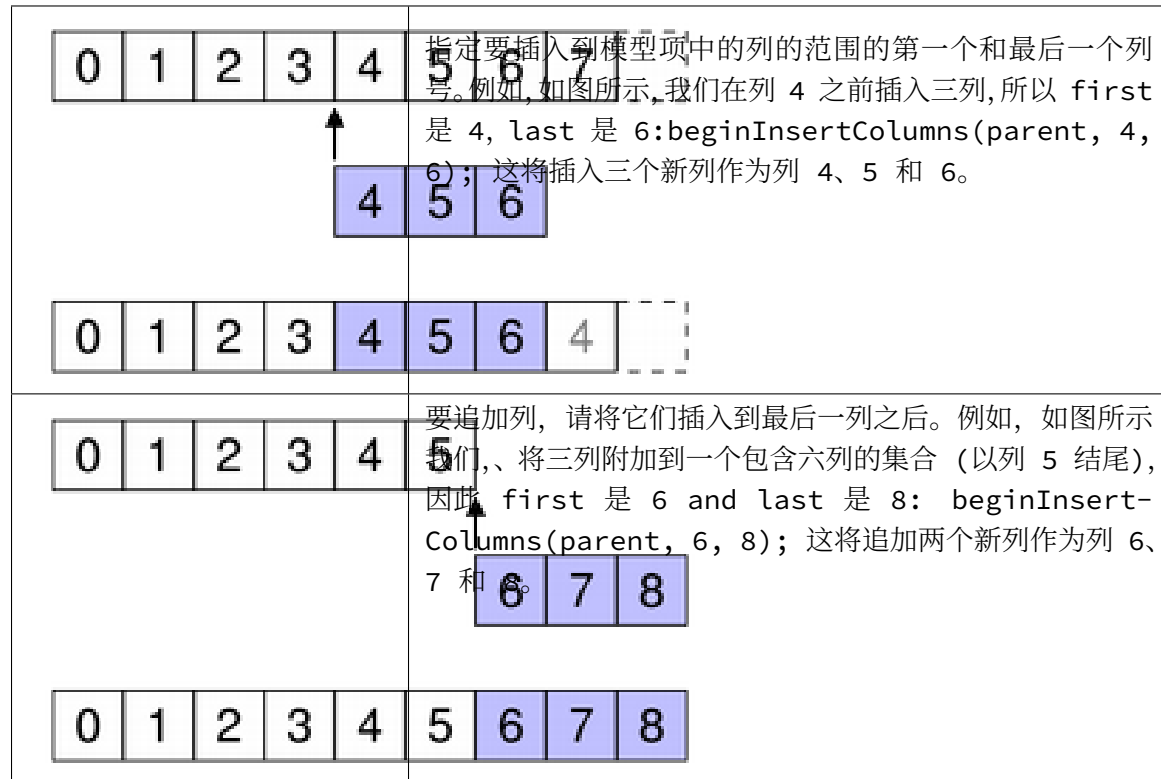 0 1 2 3 4 5 6 7
指定要插入到模型项中的列的范围的第一个和最后一个列
号。例如,如图所示,我们在列 4 之前插入三列,所以 first
是 4, last 是 6:beginInsertColumns(parent, 4,
6); 这将插入三个新列作为列 4、5 和 6。
4 5 6
0 1 2 3 4 5 6 4
0 1 2 3 4 5
要追加列, 请将它们插入到最后一列之后。例如, 如图所示
我们,、将三列附加到一个包含六列的集合 (以列 5 结尾),
因此 first 是 6 and last 是 8: beginInsert-
Columns(parent, 6, 8); 这将追加两个新列作为列 6、
7 和 8。
6 7 8
0 1 2 3 4 5 6 7 8